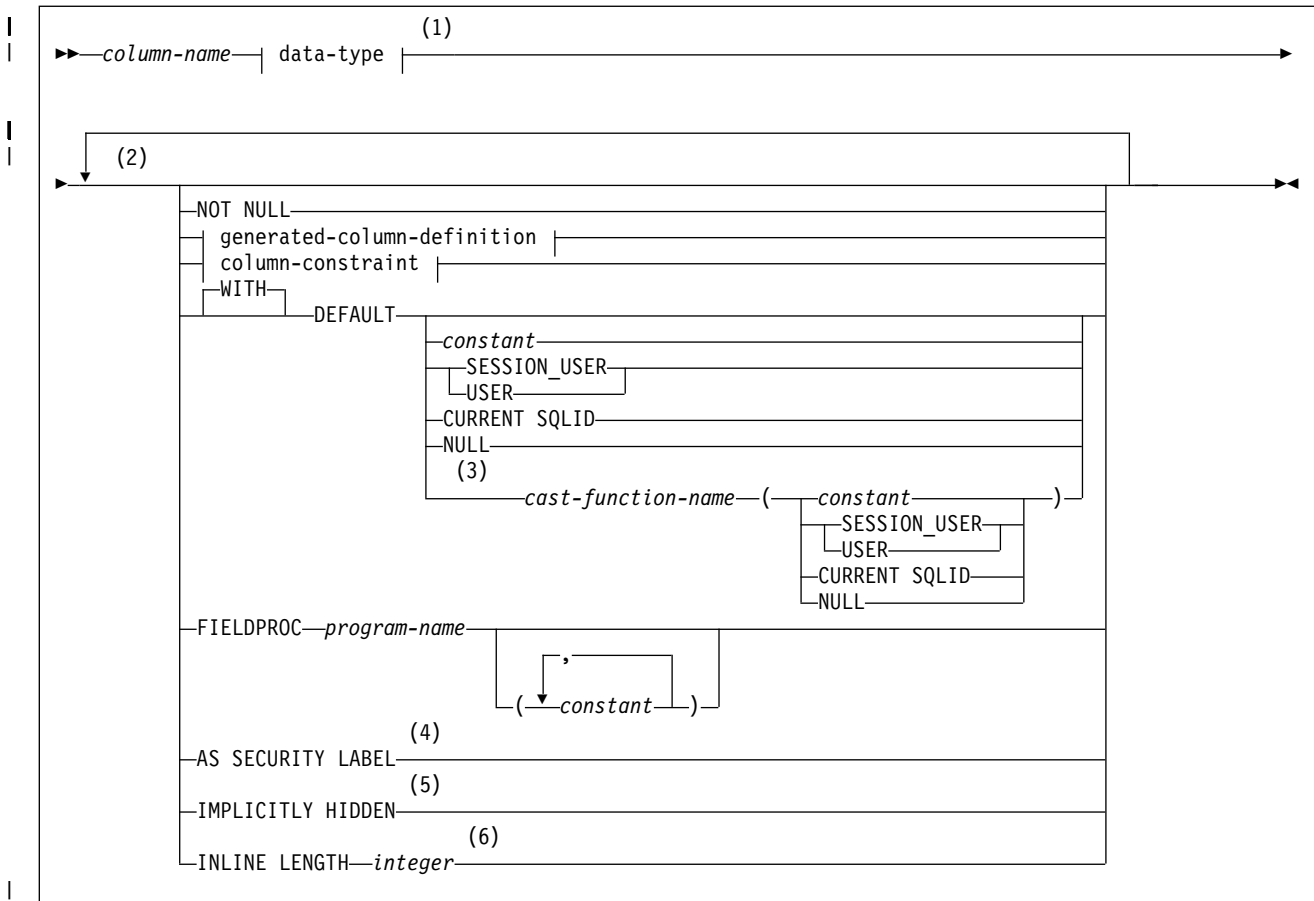 (1)
column-name data-type
(2)
NOT NULL
generated-column-definition
column-constraint
WITH
DEFAULT
constant
SESSION_USER
USER
CURRENT SQLID
NULL
(3)
cast-function-name ( constant )
SESSION_USER
USER
CURRENT SQLID
NULL
FIELDPROC program-name
,
( constant )
(4)
AS SECURITY LABEL
(5)
IMPLICITLY HIDDEN
(6)
INLINE LENGTH integer